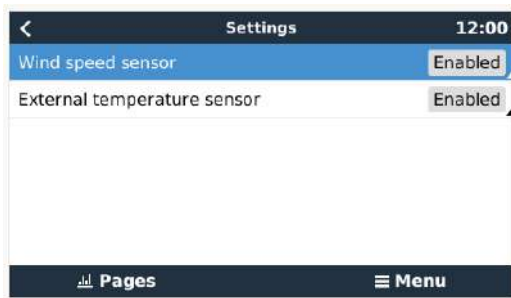 Settings 12:00
Wind speed sensor Enabled
External temperature sensor Enabled
Pages Menu